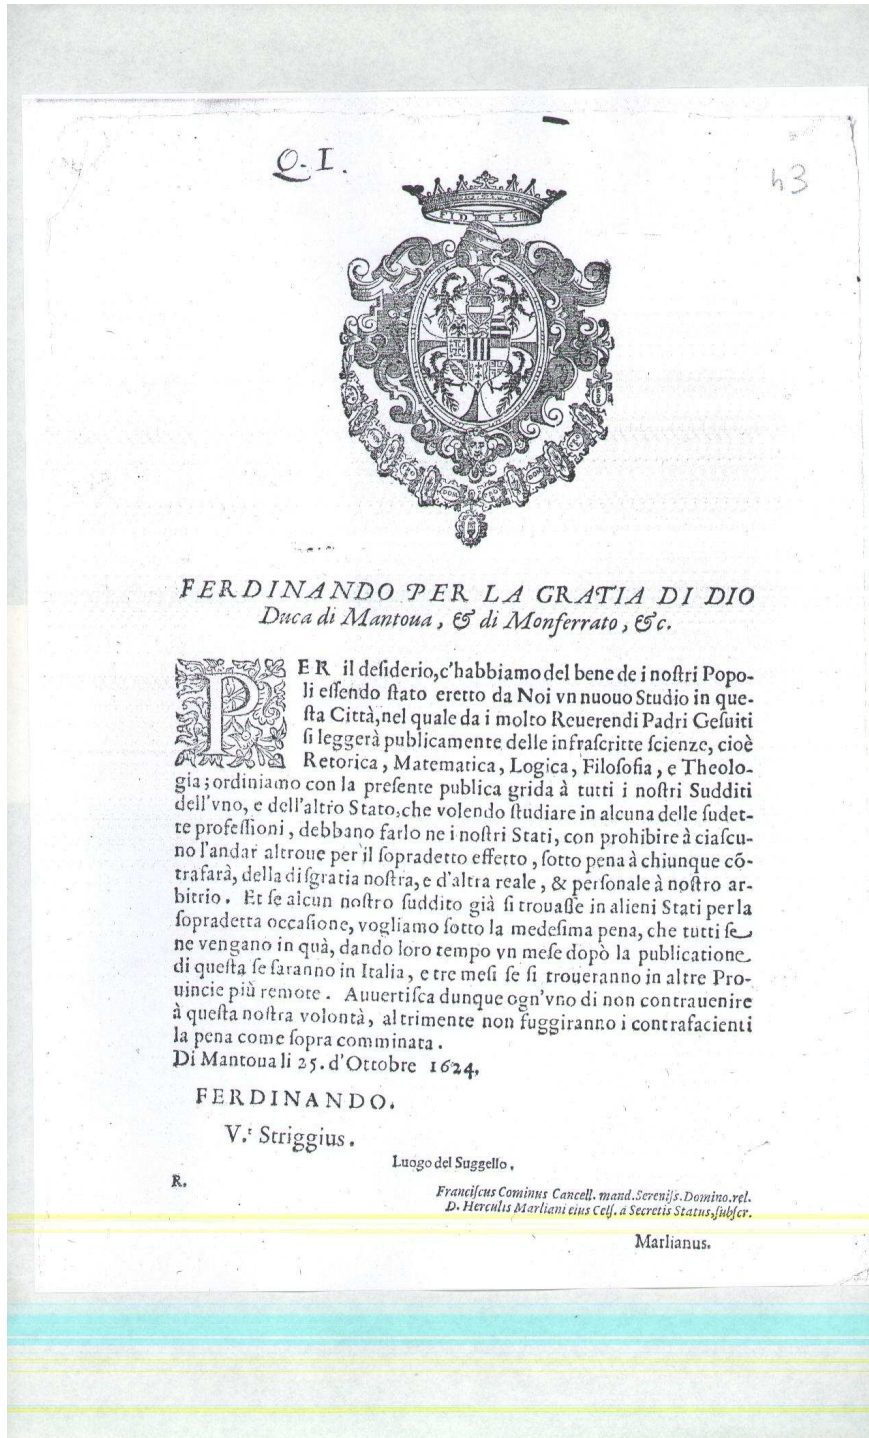 Q. I.
43
FIDES
FERDINANDO PER LA GRATIA DI DIO
Duca di Mantoua, & di Monferrato, &c.
PER il deſiderio, c'habbiamo del bene de i noſtri Popo-
li eſſendo ſtato eretto da Noi vn nuouo Studio in que-
ſta Città, nel quale da i molto Reuerendi Padri Geſuiti
ſi leggerà publicamente delle infraſcritte ſcienze, cioè
Retorica, Matematica, Logica, Filoſofia, e Theolo-
gia; ordiniamo con la preſente publica grida à tutti i noſtri Sudditi
dell'vno, e dell'altro Stato, che volendo ſtudiare in alcuna delle ſudet-
te profeſſioni, debbano farlo ne i noſtri Stati, con prohibire à ciaſcu-
no l'andar altroue per il ſopradetto effetto, ſotto pena à chiunque cõ-
trafarà, della diſgratia noſtra, e d'altra reale, & perſonale à noſtro ar-
bitrio. Et ſe alcun noſtro ſuddito già ſi trouaſſe in alieni Stati per la
ſopradetta occaſione, vogliamo ſotto la medeſima pena, che tutti ſe
ne vengano in quà, dando loro tempo vn meſe dopò la publicatione
di queſta ſe ſaranno in Italia, e tre meſi ſe ſi troueranno in altre Pro-
uincie più remote. Auuertiſca dunque ogn'vno di non contrauenire
à queſta noſtra volontà, altrimente non fuggiranno i contrafacienti
la pena come ſopra comminata.
Di Mantoua li 25. d'Ottobre 1624.
FERDINANDO.
V.ᵗ Striggius.
Luogo del Suggello,
R.
Franciſcus Cominus Cancell. mand. Sereniſs. Domino. rel.
D. Herculis Marliani eius Celſ. à Secretis Status, ſubſcr.
Marlianus.